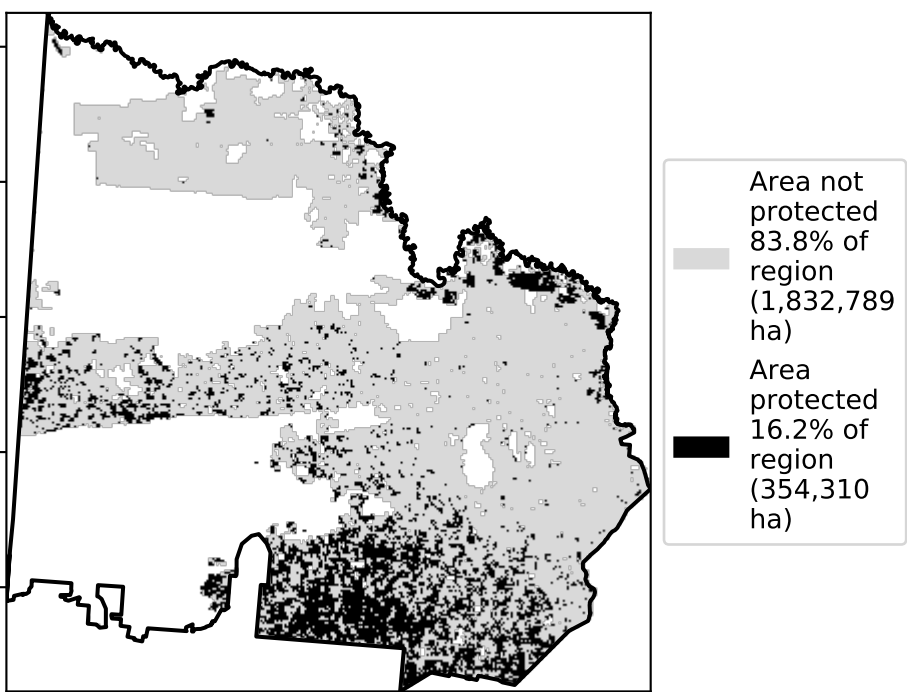 Area not
protected
83.8% of
region
(1,832,789
ha)
Area
protected
16.2% of
region
(354,310
ha)